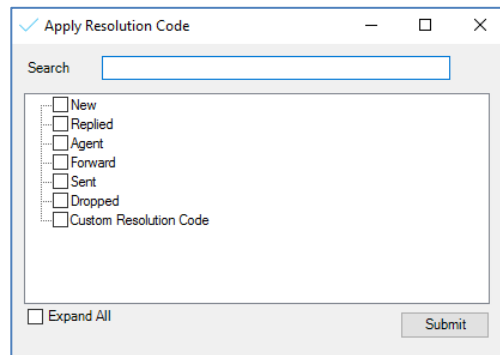 Apply Resolution Code
Search
New
Replied
Agent
Forward
Sent
Dropped
Custom Resolution Code
Expand All
Submit